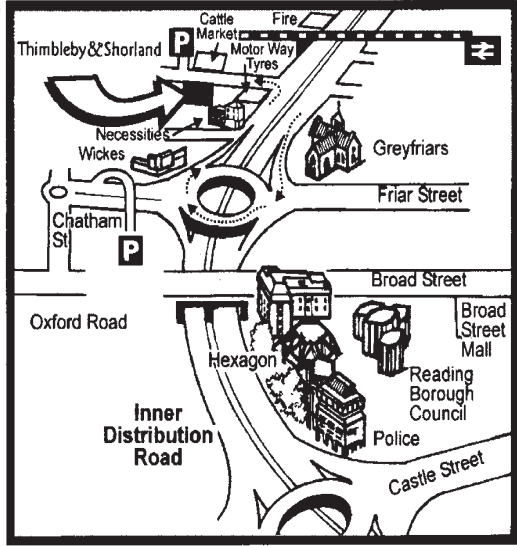 Cattle
Market
Fire
Thimbleby & Shorland
P
Motor Way
Tyres
Necessities
Wickes
Greyfriars
Friar Street
Chatham
St
P
Broad Street
Oxford Road
Broad
Street
Mall
Hexagon
Reading
Borough
Council
Inner
Distribution
Road
Police
Castle Street